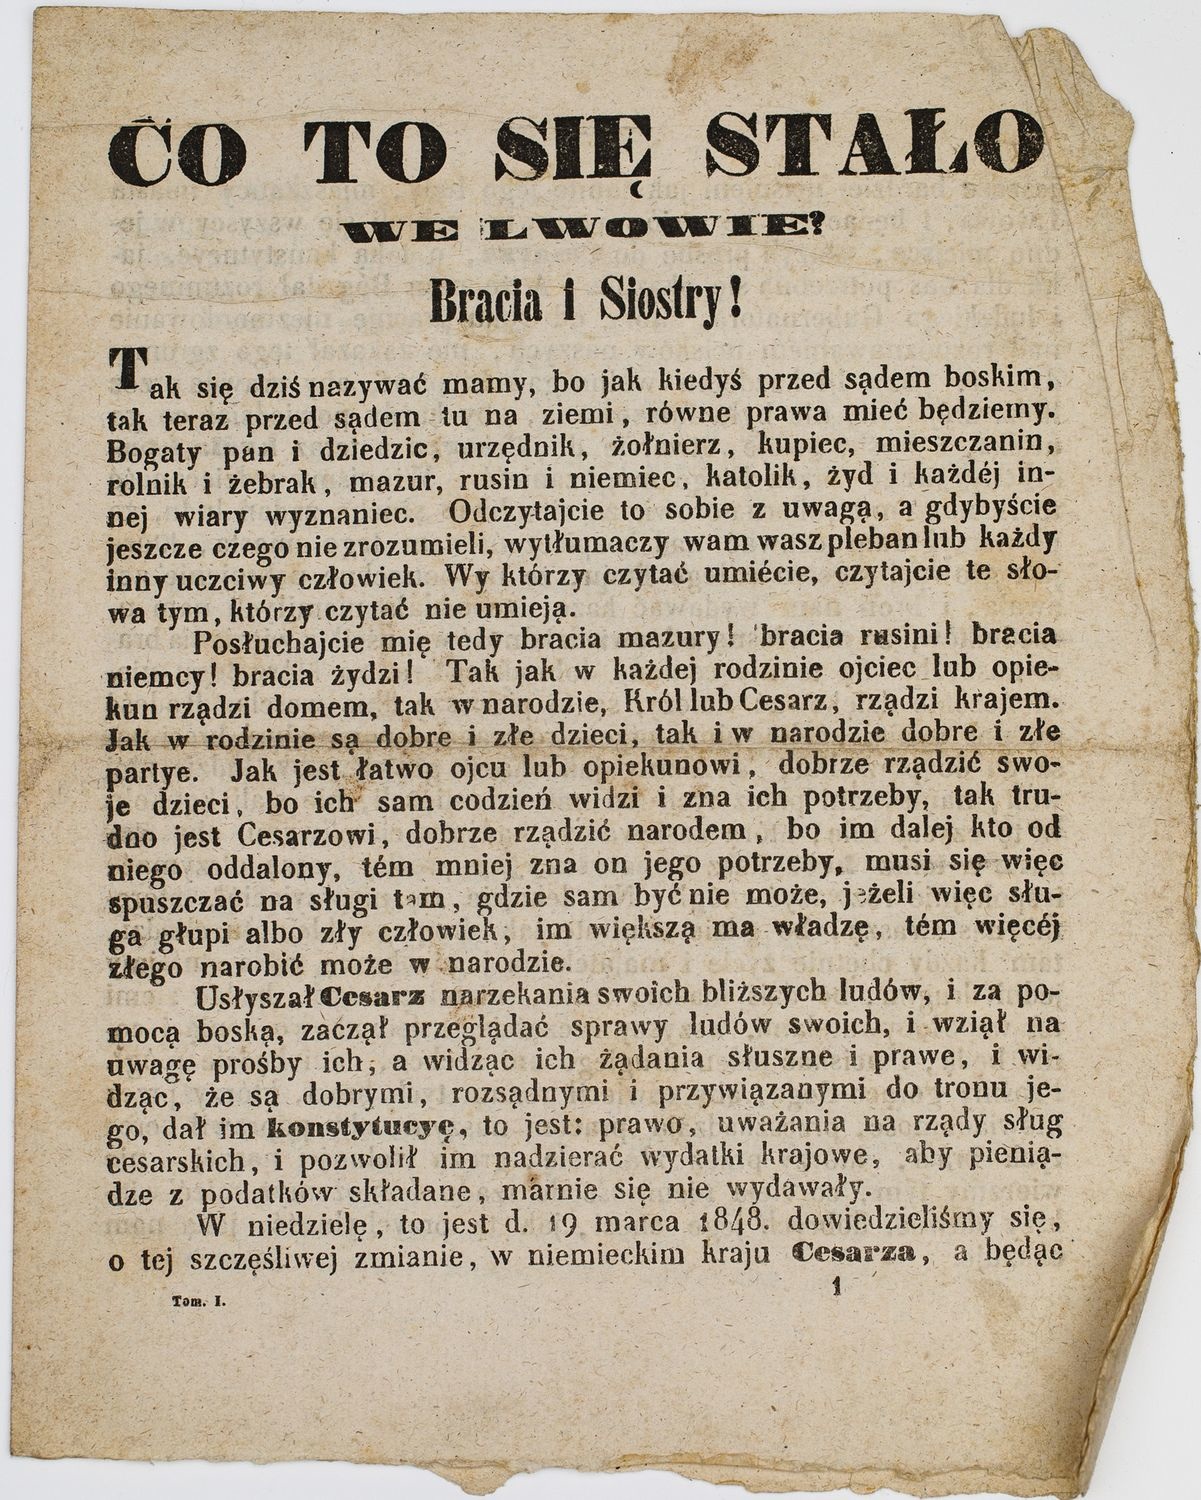 CO TO SIĘ STAŁO
WE LWOWIE?
Bracia i Siostry!
Tak się dziś nazywać mamy, bo jak kiedyś przed sądem boskim,
tak teraz przed sądem tu na ziemi, równe prawa mieć będziemy.
Bogaty pan i dziedzic, urzędnik, żołnierz, kupiec, mieszczanin,
rolnik i żebrak, mazur, rusin i niemiec, katolik, żyd i każdéj in-
nej wiary wyznaniec. Odczytajcie to sobie z uwagą, a gdybyście
jeszcze czego nie zrozumieli, wytłumaczy wam wasz pleban lub każdy
inny uczciwy człowiek. Wy którzy czytać umiécie, czytajcie te sło-
wa tym, którzy czytać nie umieją.
Posłuchajcie mię tedy bracia mazury! bracia rusini! bracia
niemcy! bracia żydzi! Tak jak w każdej rodzinie ojciec lub opie-
kun rządzi domem, tak w narodzie, Król lub Cesarz, rządzi krajem.
Jak w rodzinie są dobre i złe dzieci, tak i w narodzie dobre i złe
partye. Jak jest łatwo ojcu lub opiekunowi, dobrze rządzić swo-
je dzieci, bo ich sam codzień widzi i zna ich potrzeby, tak tru-
dno jest Cesarzowi, dobrze rządzić narodem, bo im dalej kto od
niego oddalony, tém mniej zna on jego potrzeby, musi się więc
spuszczać na sługi tam, gdzie sam być nie może, jeżeli więc słu-
ga głupi albo zły człowiek, im większą ma władzę, tém więcéj
złego narobić może w narodzie.
Usłyszał Cesarz narzekania swoich bliższych ludów, i za po-
mocą boską, zaczął przeglądać sprawy ludów swoich, i wziął na
uwagę prośby ich, a widząc ich żądania słuszne i prawe, i wi-
dząc, że są dobrymi, rozsądnymi i przywiązanymi do tronu je-
go, dał im konstytucyę, to jest: prawo, uważania na rządy sług
cesarskich, i pozwolił im nadzierać wydatki krajowe, aby pienią-
dze z podatków składane, marnie się nie wydawały.
W niedzielę, to jest d. 19 marca 1848. dowiedzieliśmy się,
o tej szczęśliwej zmianie, w niemieckim kraju Cesarza, a będąc
Tom. I. 1